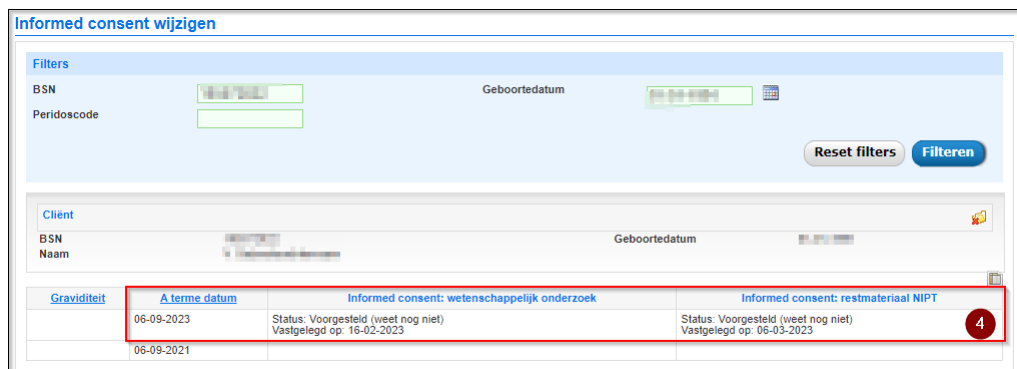 Informed consent wijzigen
Filters
BSN Geboortedatum
Peridoscode
Reset filters Filteren
Cliënt
BSN Geboortedatum
Naam
Graviditeit A terme datum Informed consent: wetenschappelijk onderzoek Informed consent: restmateriaal NIPT
06-09-2023 Status: Voorgesteld (weet nog niet) Status: Voorgesteld (weet nog niet)
Vastgelegd op: 16-02-2023 Vastgelegd op: 06-03-2023
4
06-09-2021